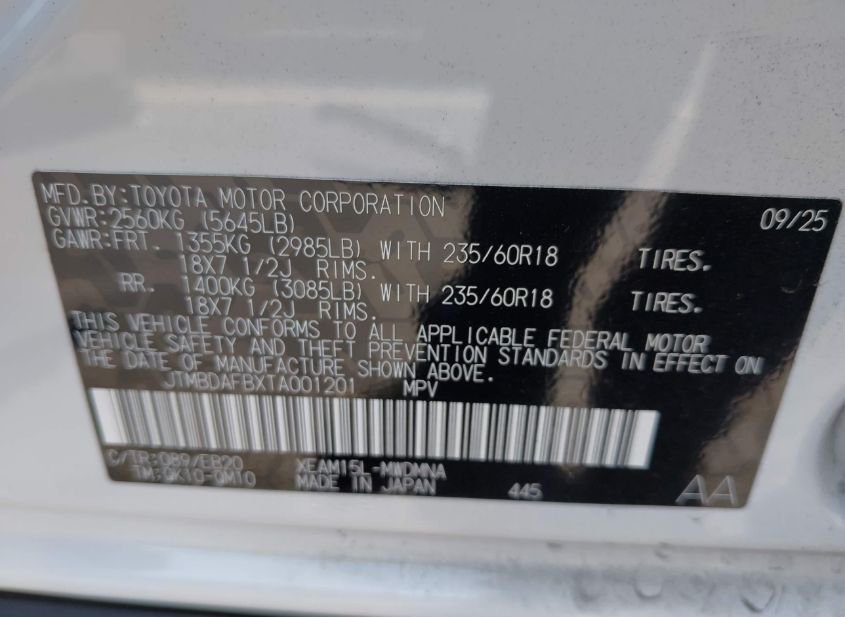 MFD.BY:TOYOTA MOTOR CORPORATION 09/25
GVWR:2560KG (5645LB)
GAWR:FRT. 1355KG (2985LB) WITH 235/60R18 TIRES.
18X7 1/2J RIMS.
RR. 1400KG (3085LB) WITH 235/60R18 TIRES.
18X7 1/2J RIMS.
THIS VEHICLE CONFORMS TO ALL APPLICABLE FEDERAL MOTOR
VEHICLE SAFETY AND THEFT PREVENTION STANDARDS IN EFFECT ON
THE DATE OF MANUFACTURE SHOWN ABOVE.
JTMBDAFBXTA001201 MPV
C/TR:089/EB20 XEAM15L-MWDMNA
TM:QK10-QM10 MADE IN JAPAN 445 AA